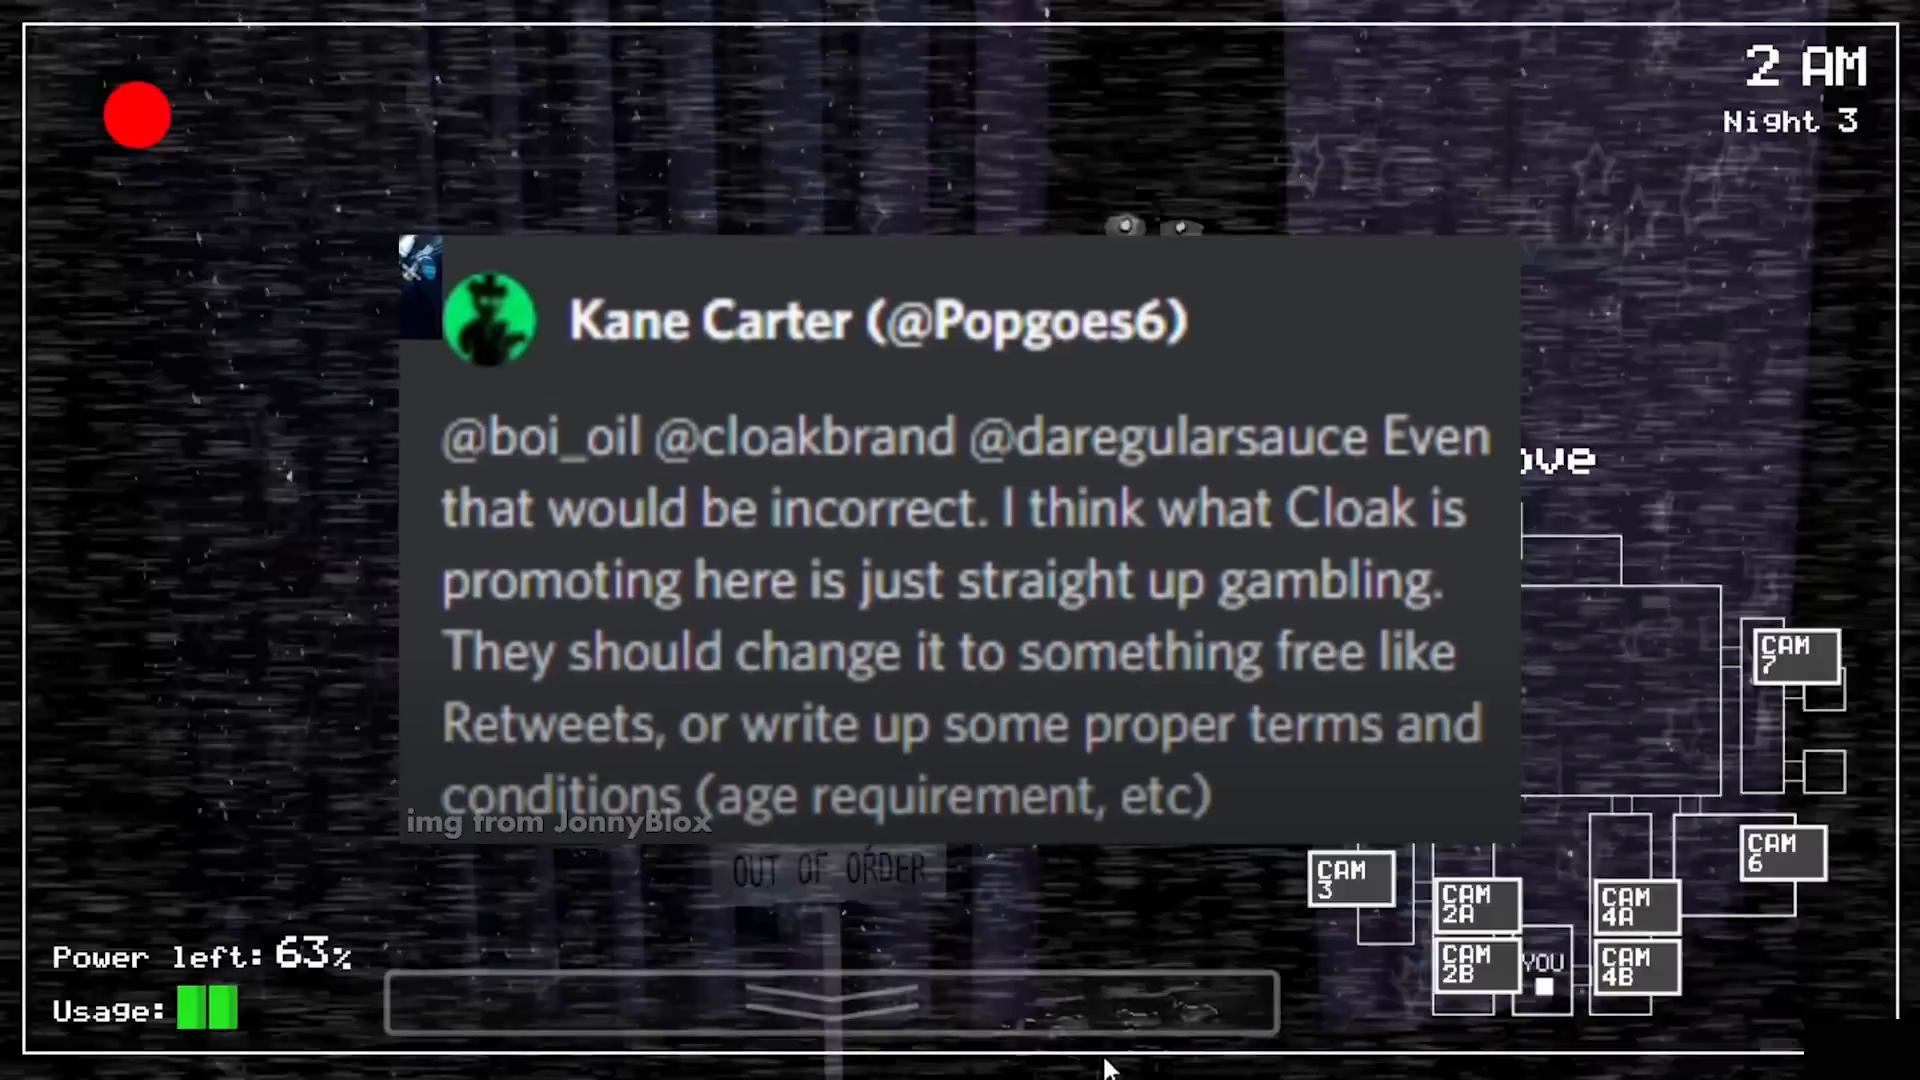 2 AM
Night 3
Kane Carter (@Popgoes6)
@boi_oil @cloakbrand @daregularsauce Even
that would be incorrect. I think what Cloak is
promoting here is just straight up gambling.
They should change it to something free like
Retweets, or write up some proper terms and
conditions (age requirement, etc)
img from JonnyBlox
OUT OF ORDER
CAM
7
CAM
6
CAM
3
CAM
2A
CAM
4A
CAM
2B
YOU
CAM
4B
Power left: 63%
Usage: